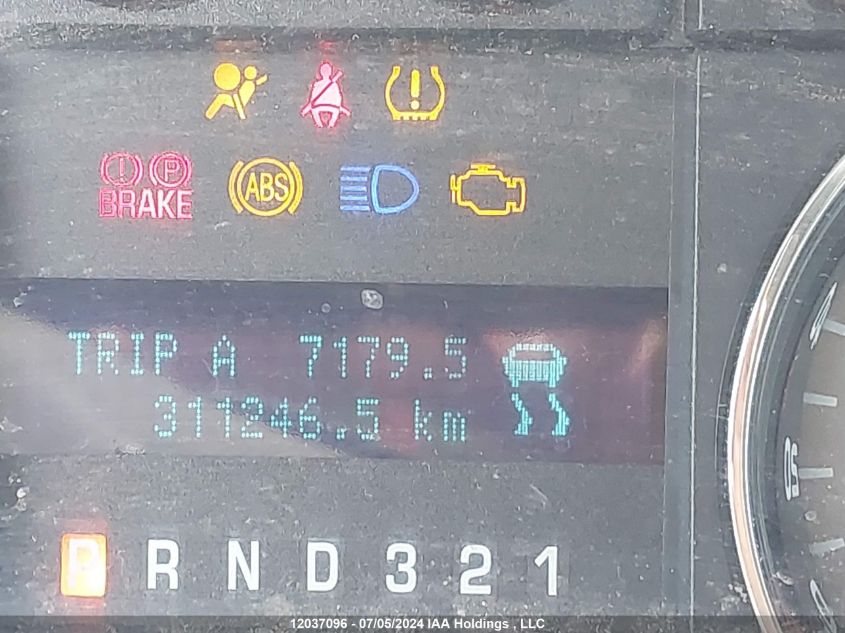 P
BRAKE
ABS
TRIP A 7179.5
311246.5 km
P R N D 3 2 1
12037096 - 07/05/2024 IAA Holdings , LLC